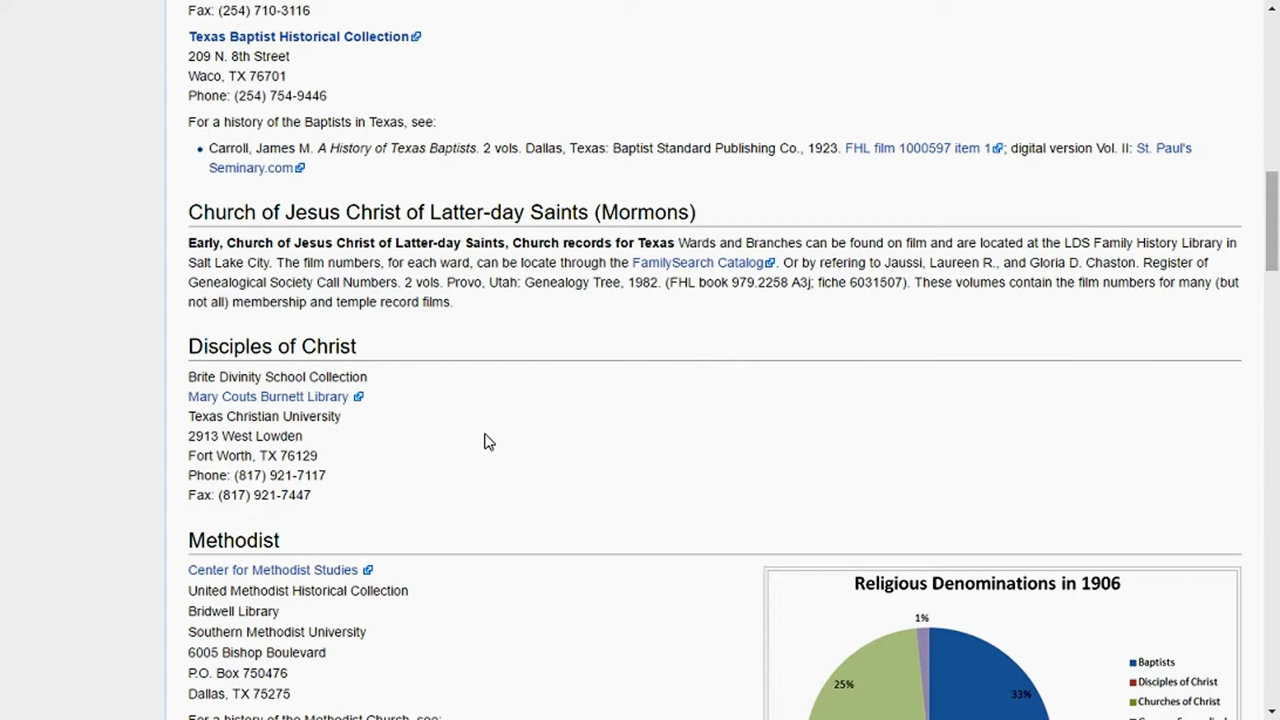 Fax: (254) 710-3116
Texas Baptist Historical Collection
209 N. 8th Street
Waco, TX 76701
Phone: (254) 754-9446
For a history of the Baptists in Texas, see:
Carroll, James M. A History of Texas Baptists. 2 vols. Dallas, Texas: Baptist Standard Publishing Co., 1923. FHL film 1000597 item 1; digital version Vol. II: St. Paul's
Seminary.com
Church of Jesus Christ of Latter-day Saints (Mormons)
Early, Church of Jesus Christ of Latter-day Saints, Church records for Texas Wards and Branches can be found on film and are located at the LDS Family History Library in
Salt Lake City. The film numbers, for each ward, can be locate through the FamilySearch Catalog. Or by refering to Jaussi, Laureen R., and Gloria D. Chaston. Register of
Genealogical Society Call Numbers. 2 vols. Provo, Utah: Genealogy Tree, 1982. (FHL book 979.2258 A3j; fiche 6031507). These volumes contain the film numbers for many (but
not all) membership and temple record films.
Disciples of Christ
Brite Divinity School Collection
Mary Couts Burnett Library
Texas Christian University
2913 West Lowden
Fort Worth, TX 76129
Phone: (817) 921-7117
Fax: (817) 921-7447
Methodist
Center for Methodist Studies
United Methodist Historical Collection
Bridwell Library
Southern Methodist University
6005 Bishop Boulevard
P.O. Box 750476
Dallas, TX 75275
For a history of the Methodist Church, see:
Religious Denominations in 1906
1%
25%
33%
Baptists
Disciples of Christ
Churches of Christ